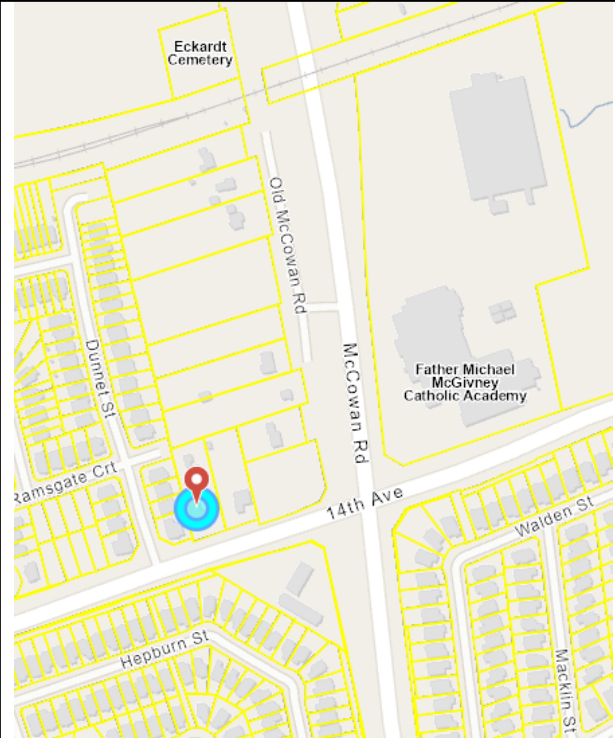 Eckardt
Cemetery
Old McCowan Rd
Dunnet St
McCowan Rd
Father Michael
McGivney
Catholic Academy
Ramsgate Crt
14th Ave
Walden St
Hepburn St
Macklin St